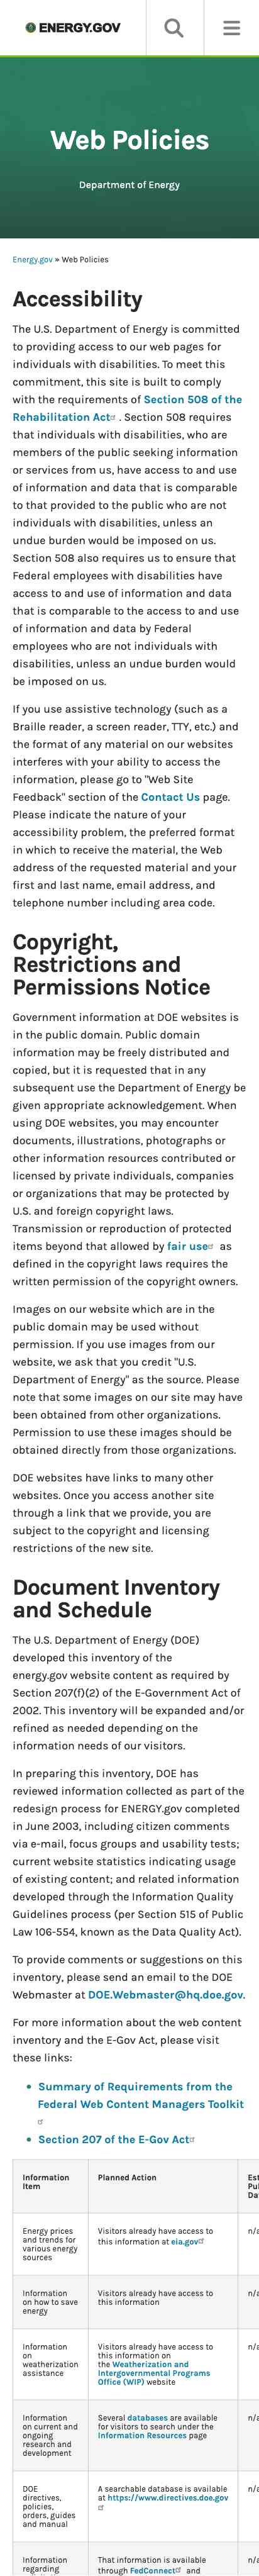 ENERGY.GOV
Web Policies
Department of Energy
Energy.gov » Web Policies
Accessibility
The U.S. Department of Energy is committed
to providing access to our web pages for
individuals with disabilities. To meet this
commitment, this site is built to comply
with the requirements of Section 508 of the
Rehabilitation Act . Section 508 requires
that individuals with disabilities, who are
members of the public seeking information
or services from us, have access to and use
of information and data that is comparable
to that provided to the public who are not
individuals with disabilities, unless an
undue burden would be imposed on us.
Section 508 also requires us to ensure that
Federal employees with disabilities have
access to and use of information and data
that is comparable to the access to and use
of information and data by Federal
employees who are not individuals with
disabilities, unless an undue burden would
be imposed on us.
If you use assistive technology (such as a
Braille reader, a screen reader, TTY, etc.) and
the format of any material on our websites
interferes with your ability to access the
information, please go to "Web Site
Feedback" section of the Contact Us page.
Please indicate the nature of your
accessibility problem, the preferred format
in which to receive the material, the Web
address of the requested material and your
first and last name, email address, and
telephone number including area code.
Copyright,
Restrictions and
Permissions Notice
Government information at DOE websites is
in the public domain. Public domain
information may be freely distributed and
copied, but it is requested that in any
subsequent use the Department of Energy be
given appropriate acknowledgement. When
using DOE websites, you may encounter
documents, illustrations, photographs or
other information resources contributed or
licensed by private individuals, companies
or organizations that may be protected by
U.S. and foreign copyright laws.
Transmission or reproduction of protected
items beyond that allowed by fair use as
defined in the copyright laws requires the
written permission of the copyright owners.
Images on our website which are in the
public domain may be used without
permission. If you use images from our
website, we ask that you credit "U.S.
Department of Energy" as the source. Please
note that some images on our site may have
been obtained from other organizations.
Permission to use these images should be
obtained directly from those organizations.
DOE websites have links to many other
websites. Once you access another site
through a link that we provide, you are
subject to the copyright and licensing
restrictions of the new site.
Document Inventory
and Schedule
The U.S. Department of Energy (DOE)
developed this inventory of the
energy.gov website content as required by
Section 207(f)(2) of the E-Government Act of
2002. This inventory will be expanded and/or
refined as needed depending on the
information needs of our visitors.
In preparing this inventory, DOE has
reviewed information collected as part of the
redesign process for ENERGY.gov completed
in June 2003, including citizen comments
via e-mail, focus groups and usability tests;
current website statistics indicating usage
of existing content; and related information
developed through the Information Quality
Guidelines process (per Section 515 of Public
Law 106-554, known as the Data Quality Act).
To provide comments or suggestions on this
inventory, please send an email to the DOE
Webmaster at DOE.Webmaster@hq.doe.gov.
For more information about the web content
inventory and the E-Gov Act, please visit
these links:
• Summary of Requirements from the
Federal Web Content Managers Toolkit
• Section 207 of the E-Gov Act
Information
Item
Planned Action
Est
Pul
Da
Energy prices
and trends for
various energy
sources
Visitors already have access to
this information at eia.gov
n/a
Information
on how to save
energy
Visitors already have access to
this information
n/a
Information
on
weatherization
assistance
Visitors already have access to
this information on
the Weatherization and
Intergovernmental Programs
Office (WIP) website
n/a
Information
on current and
ongoing
research and
development
Several databases are available
for visitors to search under the
Information Resources page
n/a
DOE
directives,
policies,
orders, guides
and manual
A searchable database is available
at https://www.directives.doe.gov
n/a
Information
regarding
That information is available
through FedConnect and
n/a